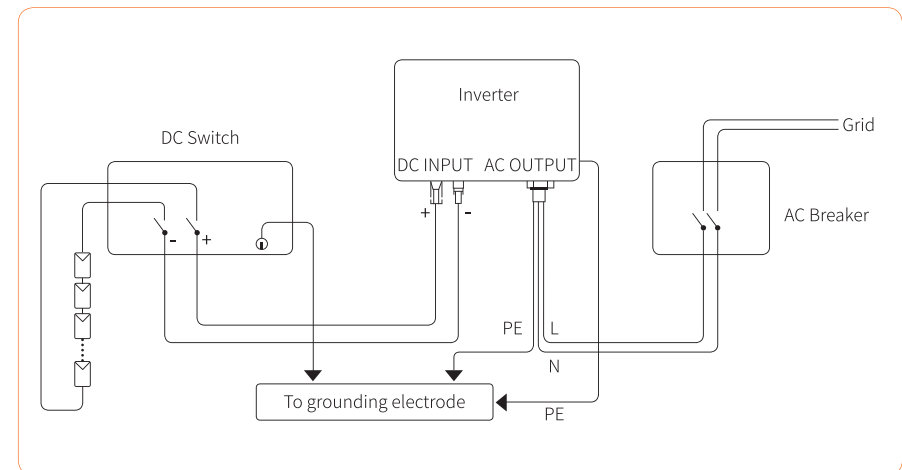 Inverter
DC INPUT AC OUTPUT
+ -
DC Switch
- +
Grid
AC Breaker
PE L
N
To grounding electrode
PE